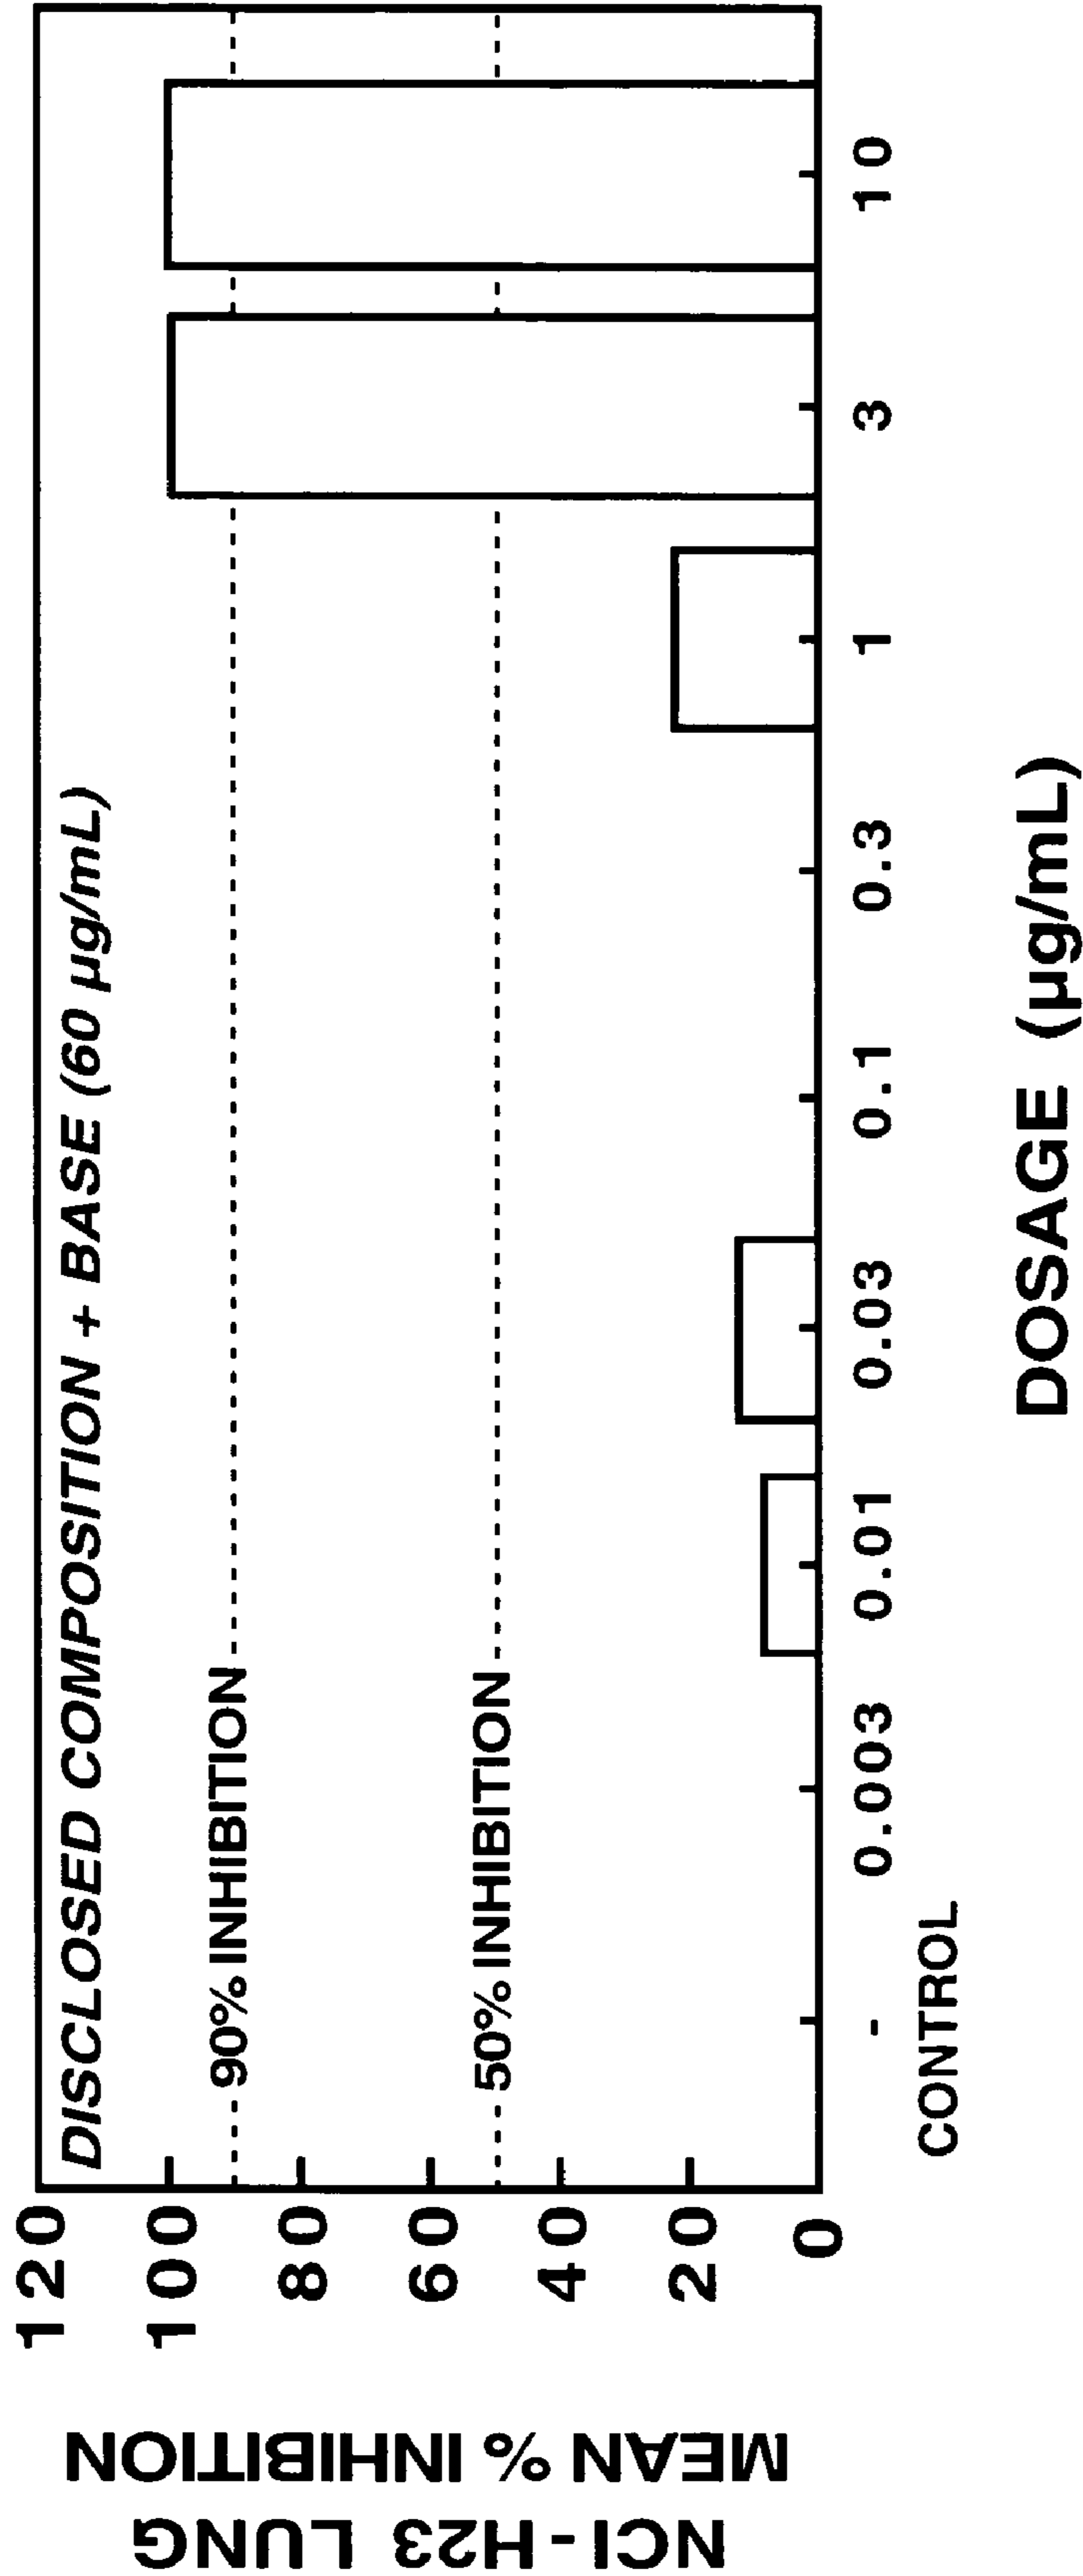 DISCLOSED COMPOSITION + BASE (60 µg/mL)
NCI-H23 LUNG
MEAN % INHIBITION
120
100
80
60
40
20
0
90% INHIBITION
50% INHIBITION
- 0.003 0.01 0.03 0.1 0.3 1 3 10
CONTROL
DOSAGE (µg/mL)